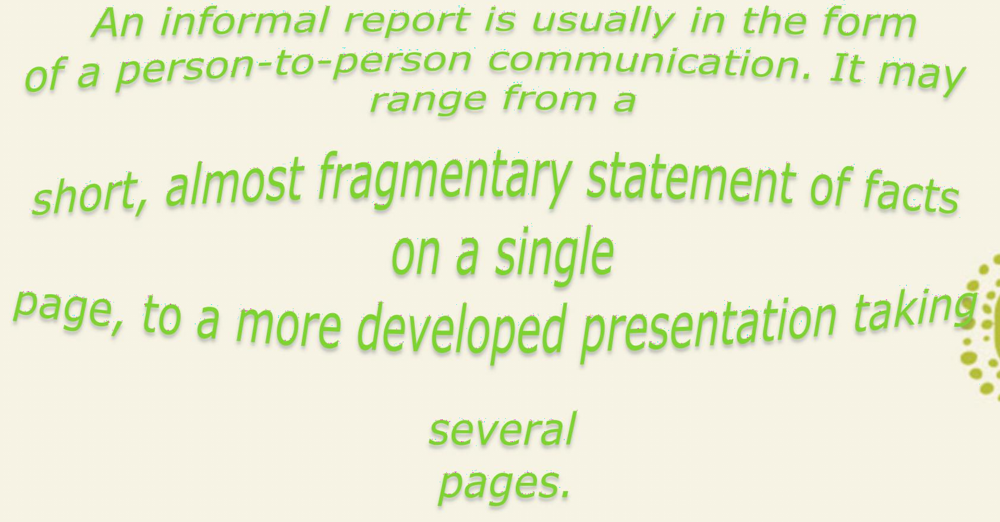 An informal report is usually in the form
of a person-to-person communication. It may
range from a
short, almost fragmentary statement of facts
on a single
page, to a more developed presentation taking
several
pages.